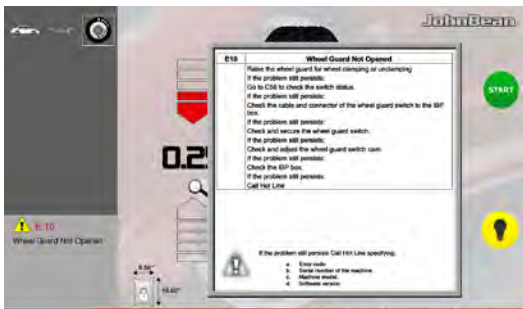 JohnBean
E10 Wheel Guard Not Opened
Raise the wheel guard for wheel clamping or unclamping
If the problem still persists:
Go to C56 to check the switch status.
If the problem still persists:
Check the cable and connector of the wheel guard switch to the IBP
box.
If the problem still persists:
Check and secure the wheel guard switch.
If the problem still persists:
Check and adjust the wheel guard switch cam.
If the problem still persists:
Check the IBP box.
If the problem still persists:
Call Hot Line
START
0.2
E 10
Wheel Guard Not Opened
If the problem still persists Call Hot Line specifying:
a. Error code.
b. Serial number of the machine.
c. Machine model.
d. Software version